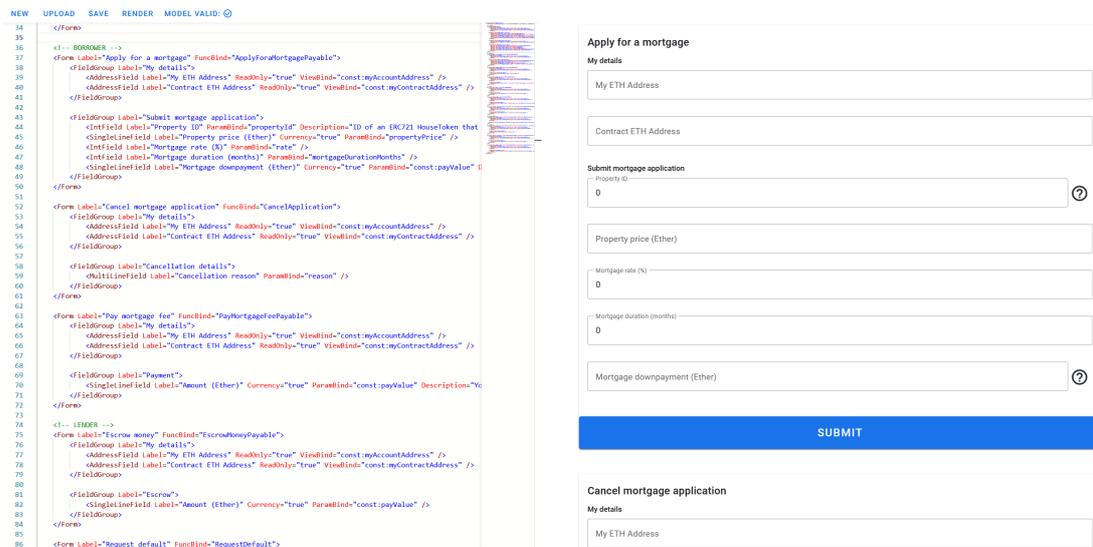 NEW UPLOAD SAVE RENDER MODEL VALID:
34 </Form>
35
36 <!-- BORROWER -->
37 <Form Label="Apply for a mortgage" FuncBind="ApplyForaMortgagePayable">
38 <FieldGroup Label="My details">
39 <AddressField Label="My ETH Address" ReadOnly="true" ViewBind="const:myAccountAddress" />
40 <AddressField Label="Contract ETH Address" ReadOnly="true" ViewBind="const:myContractAddress" />
41 </FieldGroup>
42
43 <FieldGroup Label="Submit mortgage application">
44 <IntField Label="Property ID" ParamBind="propertyId" Description="ID of an ERC721 HouseToken that
45 <SingleLineField Label="Property price (Ether)" Currency="true" ParamBind="propertyPrice" />
46 <IntField Label="Mortgage rate (%)" ParamBind="rate" />
47 <IntField Label="Mortgage duration (months)" ParamBind="mortgageDurationMonths" />
48 <SingleLineField Label="Mortgage downpayment (Ether)" Currency="true" ParamBind="const:payValue" D
49 </FieldGroup>
50 </Form>
51
52 <Form Label="Cancel mortgage application" FuncBind="CancelApplication">
53 <FieldGroup Label="My details">
54 <AddressField Label="My ETH Address" ReadOnly="true" ViewBind="const:myAccountAddress" />
55 <AddressField Label="Contract ETH Address" ReadOnly="true" ViewBind="const:myContractAddress" />
56 </FieldGroup>
57
58 <FieldGroup Label="Cancellation details">
59 <MultiLineField Label="Cancellation reason" ParamBind="reason" />
60 </FieldGroup>
61 </Form>
62
63 <Form Label="Pay mortgage fee" FuncBind="PayMortgageFeePayable">
64 <FieldGroup Label="My details">
65 <AddressField Label="My ETH Address" ReadOnly="true" ViewBind="const:myAccountAddress" />
66 <AddressField Label="Contract ETH Address" ReadOnly="true" ViewBind="const:myContractAddress" />
67 </FieldGroup>
68
69 <FieldGroup Label="Payment">
70 <SingleLineField Label="Amount (Ether)" Currency="true" ParamBind="const:payValue" Description="Yo
71 </FieldGroup>
72 </Form>
73
74 <!-- LENDER -->
75 <Form Label="Escrow money" FuncBind="EscrowMoneyPayable">
76 <FieldGroup Label="My details">
77 <AddressField Label="My ETH Address" ReadOnly="true" ViewBind="const:myAccountAddress" />
78 <AddressField Label="Contract ETH Address" ReadOnly="true" ViewBind="const:myContractAddress" />
79 </FieldGroup>
80
81 <FieldGroup Label="Escrow">
82 <SingleLineField Label="Amount (Ether)" Currency="true" ParamBind="const:payValue" />
83 </FieldGroup>
84 </Form>
85
86 <Form Label="Request default" FuncBind="RequestDefault">
Apply for a mortgage
My details
My ETH Address
Contract ETH Address
Submit mortgage application
Property ID
0
?
Property price (Ether)
Mortgage rate (%)
0
Mortgage duration (months)
0
Mortgage downpayment (Ether)
?
SUBMIT
Cancel mortgage application
My details
My ETH Address